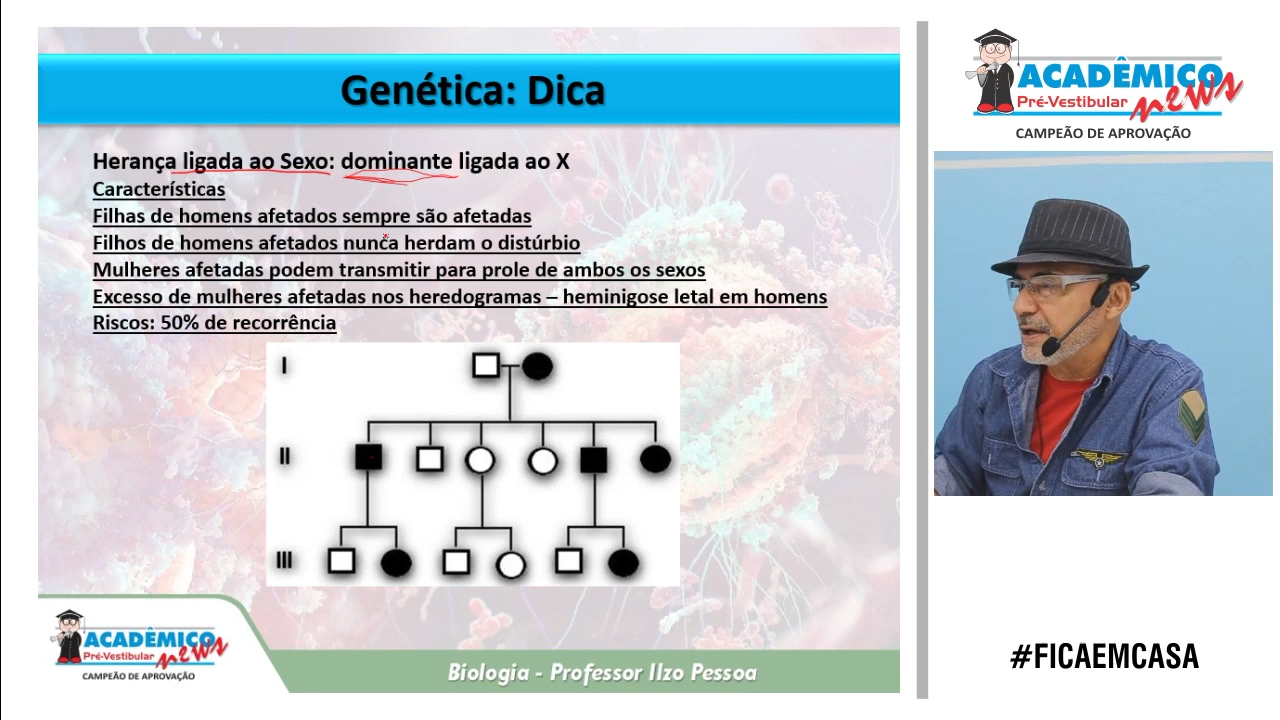 Genética: Dica
Herança ligada ao Sexo: dominante ligada ao X
Características
Filhas de homens afetados sempre são afetadas
Filhos de homens afetados nunca herdam o distúrbio
Mulheres afetadas podem transmitir para prole de ambos os sexos
Excesso de mulheres afetadas nos heredogramas – heminigose letal em homens
Riscos: 50% de recorrência
I
II
III
ACADÊMICO
Pré-Vestibular news
CAMPEÃO DE APROVAÇÃO
Biologia - Professor Ilzo Pessoa
ACADÊMICO
Pré-Vestibular news
CAMPEÃO DE APROVAÇÃO
#FICAEMCASA